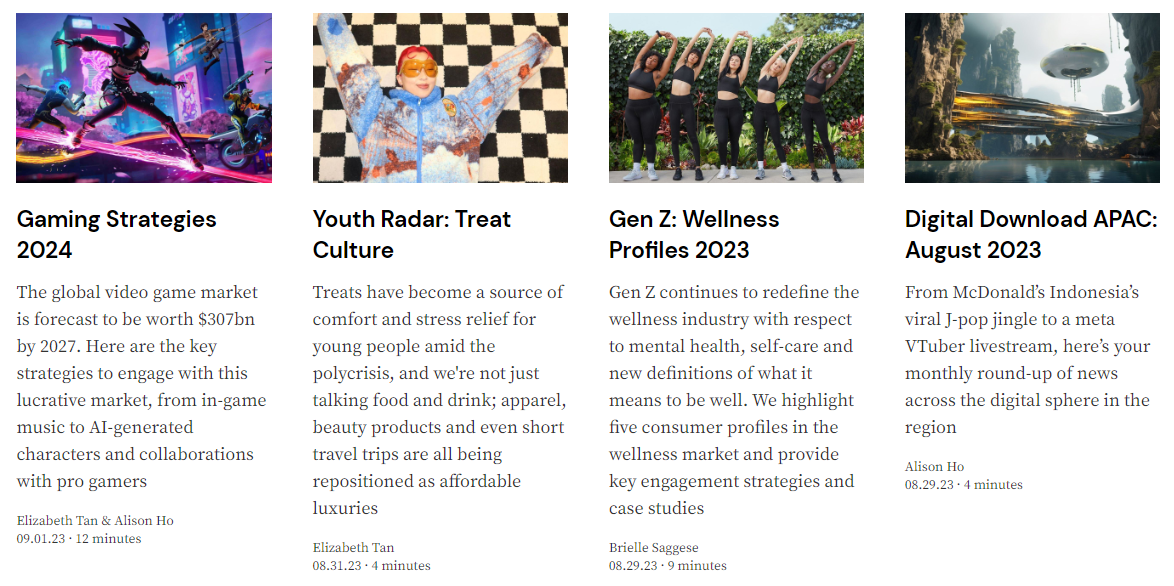 Gaming Strategies
2024
The global video game market
is forecast to be worth $307bn
by 2027. Here are the key
strategies to engage with this
lucrative market, from in-game
music to AI-generated
characters and collaborations
with pro gamers
Elizabeth Tan & Alison Ho
09.01.23 · 12 minutes
Youth Radar: Treat
Culture
Treats have become a source of
comfort and stress relief for
young people amid the
polycrisis, and we're not just
talking food and drink; apparel,
beauty products and even short
travel trips are all being
repositioned as affordable
luxuries
Elizabeth Tan
08.31.23 · 4 minutes
Gen Z: Wellness
Profiles 2023
Gen Z continues to redefine the
wellness industry with respect
to mental health, self-care and
new definitions of what it
means to be well. We highlight
five consumer profiles in the
wellness market and provide
key engagement strategies and
case studies
Brielle Saggese
08.29.23 · 9 minutes
Digital Download APAC:
August 2023
From McDonald’s Indonesia’s
viral J-pop jingle to a meta
VTuber livestream, here’s your
monthly round-up of news
across the digital sphere in the
region
Alison Ho
08.29.23 · 4 minutes